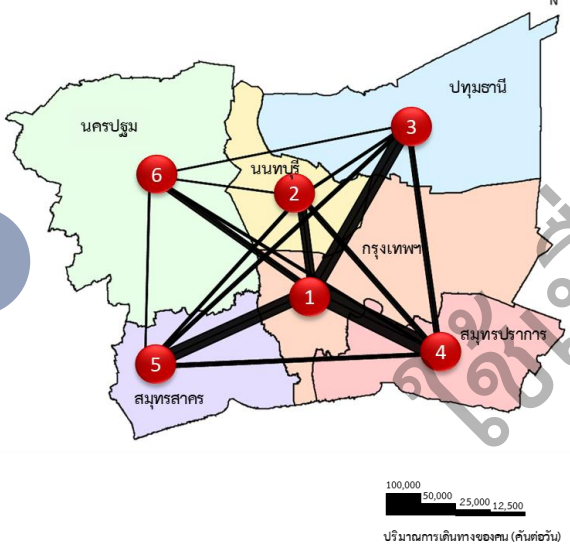 N
ปทุมธานี
3
นครปฐม
นนทบุรี
6
2
กรุงเทพฯ
1
สมุทรปราการ
4
5
สมุทรสาคร
100,000
50,000
25,000
12,500
ปริมาณการเดินทางของคน (คันต่อวัน)